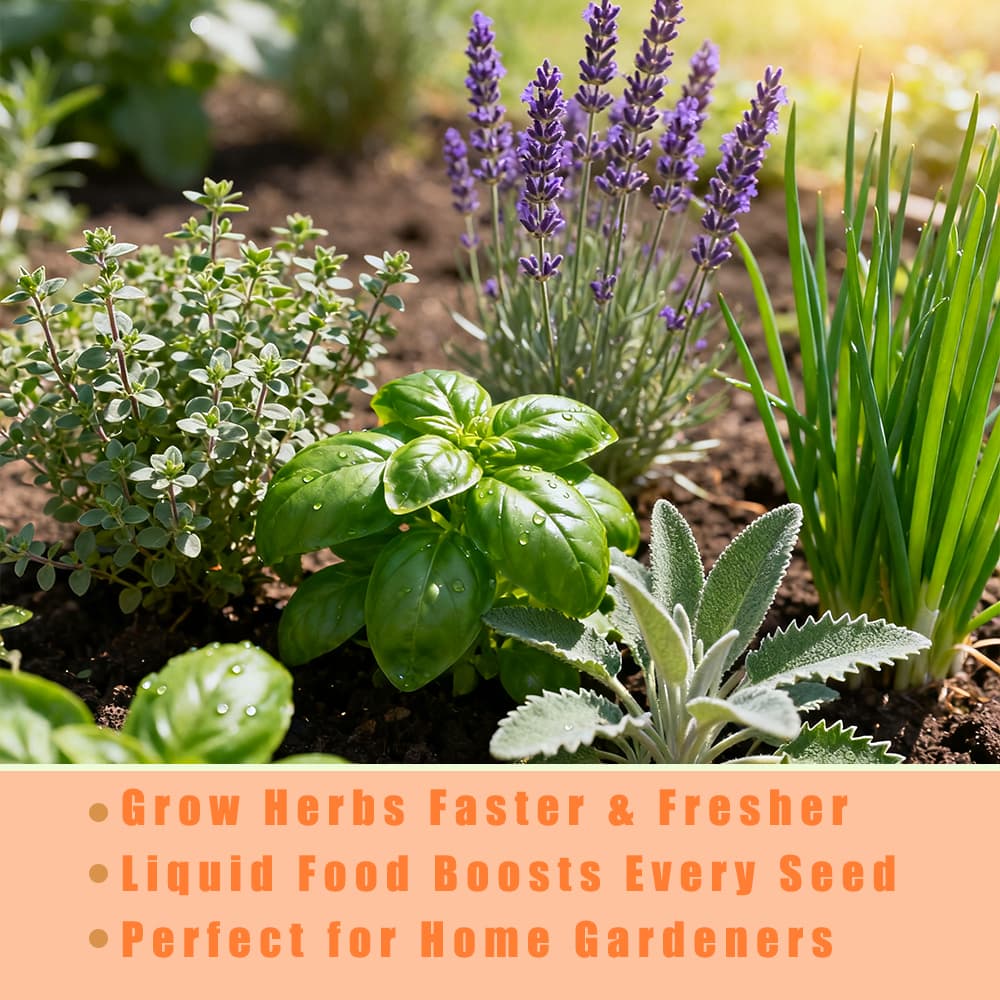 • Grow Herbs Faster & Fresher
• Liquid Food Boosts Every Seed
• Perfect for Home Gardeners